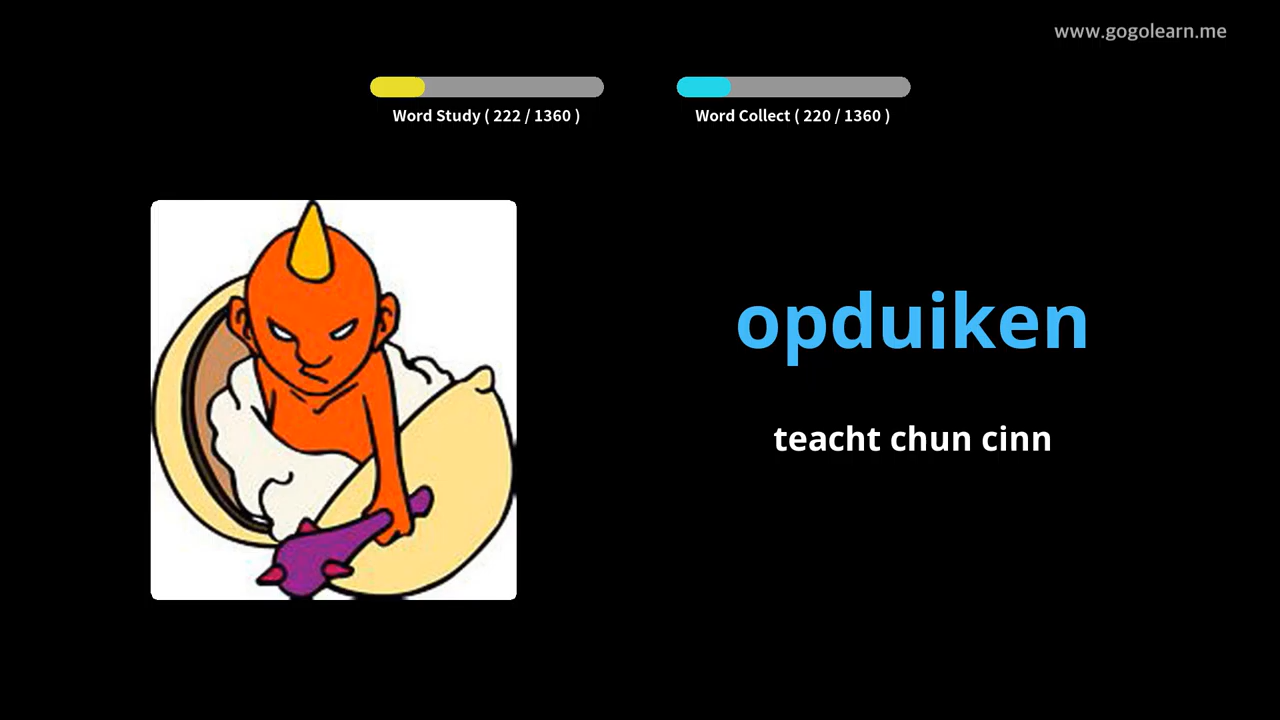 www.gogolearn.me
Word Study ( 222 / 1360 )
Word Collect ( 220 / 1360 )
opduiken
teacht chun cinn